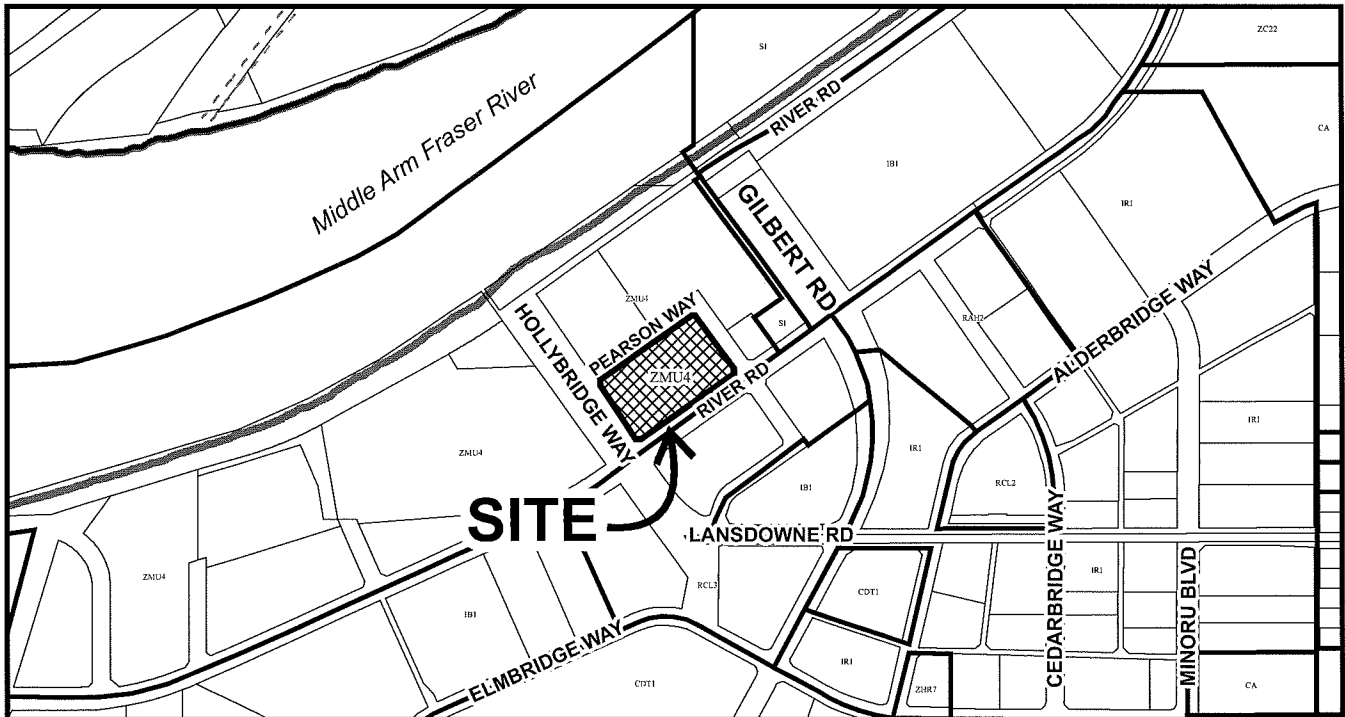 SI
ZC22
CA
RIVER RD
Middle Arm Fraser River
IB1
IR1
GILBERT RD
ZMU4
PEARSON WAY
SI
RAH2
ALDERBRIDGE WAY
HOLLYBRIDGE WAY
ZMU4
RIVER RD
IR1
IR1
ZMU4
RCL2
IB1
SITE
LANSDOWNE RD
CEDARBRIDGE WAY
MINORU BLVD
ZMU4
RCL3
CDT1
IR1
IB1
ELMBRIDGE WAY
IR1
CDT1
ZHR7
CA